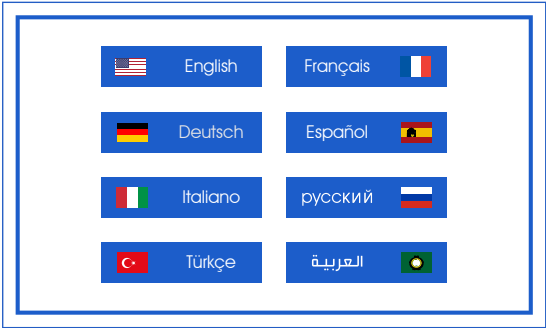 English
Français
Deutsch
Español
Italiano
русский
Türkçe
العربية